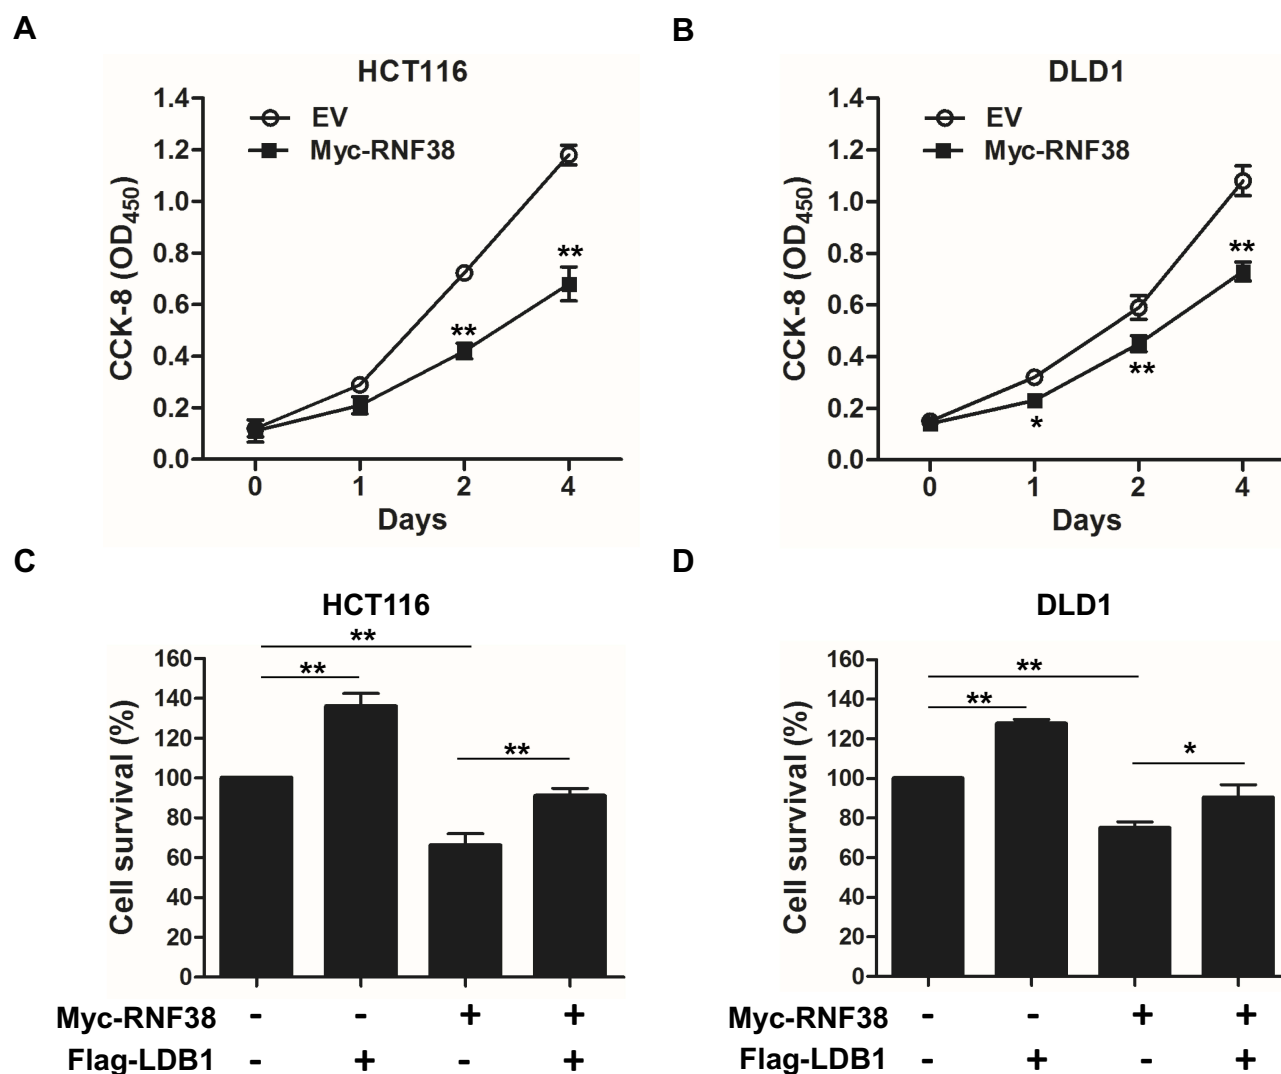 A
HCT116
EV
Myc-RNF38
CCK-8 (OD450)
1.4
1.2
1.0
0.8
0.6
0.4
0.2
0.0
**
**
0
1
2
4
Days
B
DLD1
EV
Myc-RNF38
CCK-8 (OD450)
1.4
1.2
1.0
0.8
0.6
0.4
0.2
0.0
**
**
*
0
1
2
4
Days
C
HCT116
Cell survival (%)
160
140
120
100
80
60
40
20
0
**
**
**
Myc-RNF38 - - + +
Flag-LDB1 - + - +
D
DLD1
Cell survival (%)
160
140
120
100
80
60
40
20
0
**
**
*
Myc-RNF38 - - + +
Flag-LDB1 - + - +